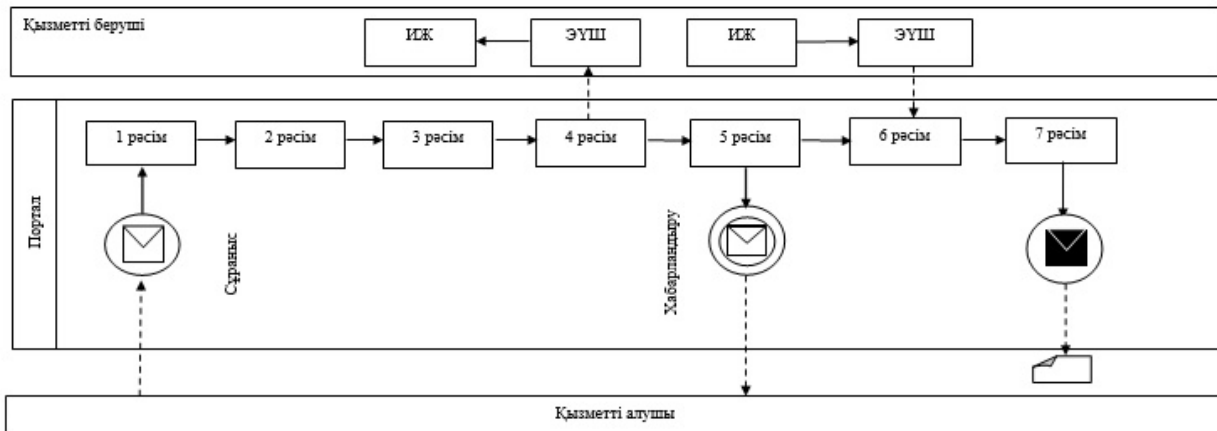 Қызметті беруші
ИЖ
ЭҮШ
ИЖ
ЭҮШ
Портал
1 рәсім
2 рәсім
3 рәсім
4 рәсім
5 рәсім
6 рәсім
7 рәсім
Сұраныс
Хабарландыру
Қызметті алушы